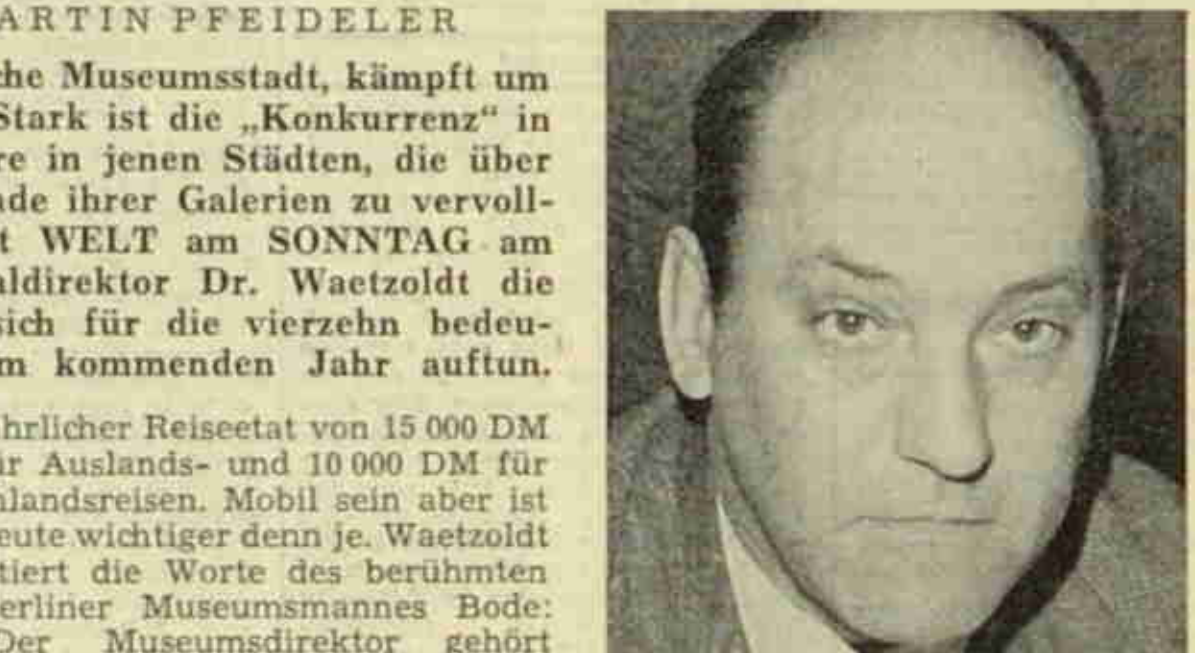 ARTIN PFEIDELER
che Museumsstadt, kämpft um
Stark ist die „Konkurrenz“ in
re in jenen Städten, die über
nde ihrer Galerien zu vervoll-
t WELT am SONNTAG am
aldirektor Dr. Waetzoldt die
sich für die vierzehn bedeu-
m kommenden Jahr auftun.
hrlicher Reiseetat von 15 000 DM
ir Auslands- und 10 000 DM für
nlandsreisen. Mobil sein aber ist
eute wichtiger denn je. Waetzoldt
tiert die Worte des berühmten
erliner Museumsmannes Bode:
Der Museumsdirektor gehört